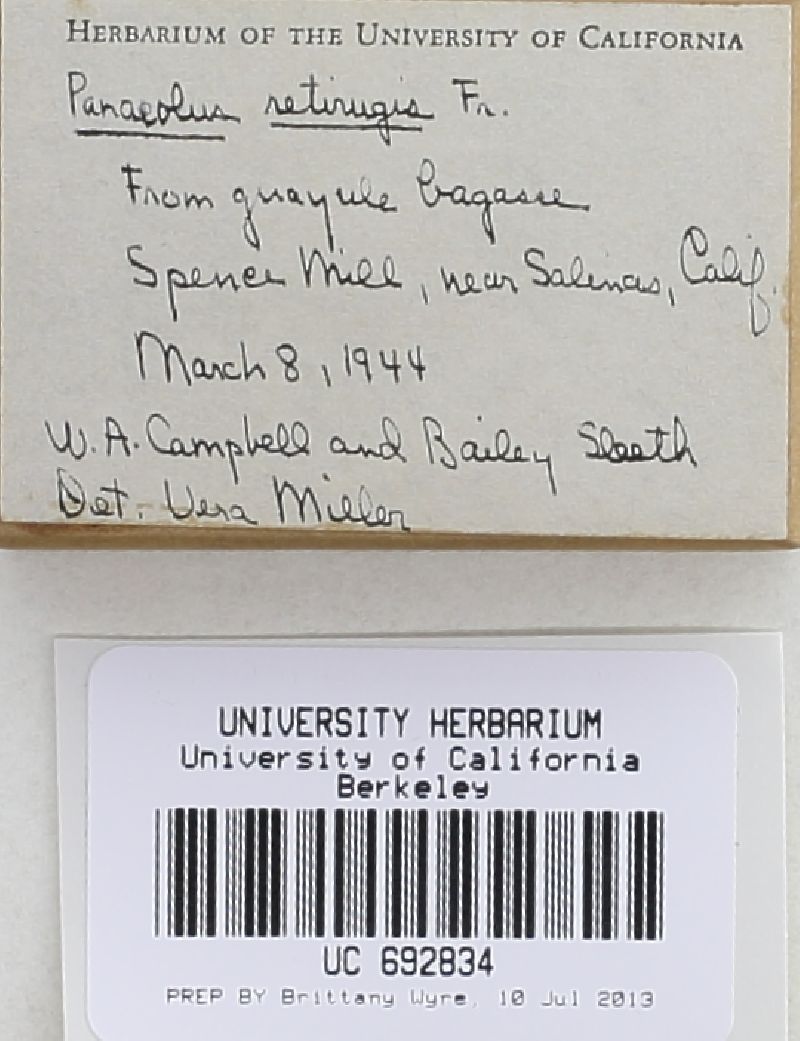 HERBARIUM OF THE UNIVERSITY OF CALIFORNIA
Panaeolus retirugis Fr.
From guayule bagasse
Spence Mill, near Salinas, Calif.
March 8, 1944
W. A. Campbell and Bailey Sleeth
Det. Vera Miller
UNIVERSITY HERBARIUM
University of California
Berkeley
UC 692834
PREP BY Brittany Wyre, 10 Jul 2013